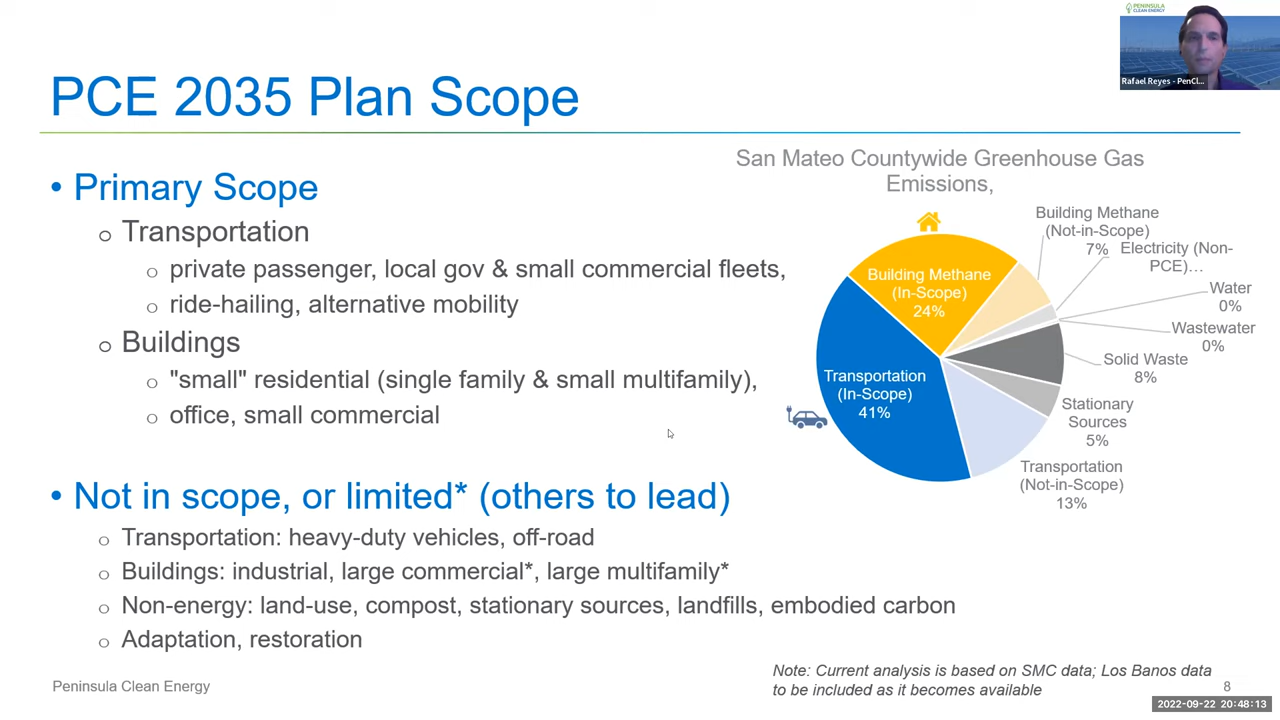 PENINSULA
CLEAN ENERGY
Rafael Reyes - PenCl...
PCE 2035 Plan Scope
• Primary Scope
o Transportation
o private passenger, local gov & small commercial fleets,
o ride-hailing, alternative mobility
o Buildings
o "small" residential (single family & small multifamily),
o office, small commercial
• Not in scope, or limited* (others to lead)
o Transportation: heavy-duty vehicles, off-road
o Buildings: industrial, large commercial*, large multifamily*
o Non-energy: land-use, compost, stationary sources, landfills, embodied carbon
o Adaptation, restoration
San Mateo Countywide Greenhouse Gas
Emissions,
Building Methane
(In-Scope)
24%
Building Methane
(Not-in-Scope)
7%
Electricity (Non-
PCE)...
Water
0%
Wastewater
0%
Solid Waste
8%
Stationary
Sources
5%
Transportation
(Not-in-Scope)
13%
Transportation
(In-Scope)
41%
Note: Current analysis is based on SMC data; Los Banos data
to be included as it becomes available
Peninsula Clean Energy
8
2022-09-22 20:48:13